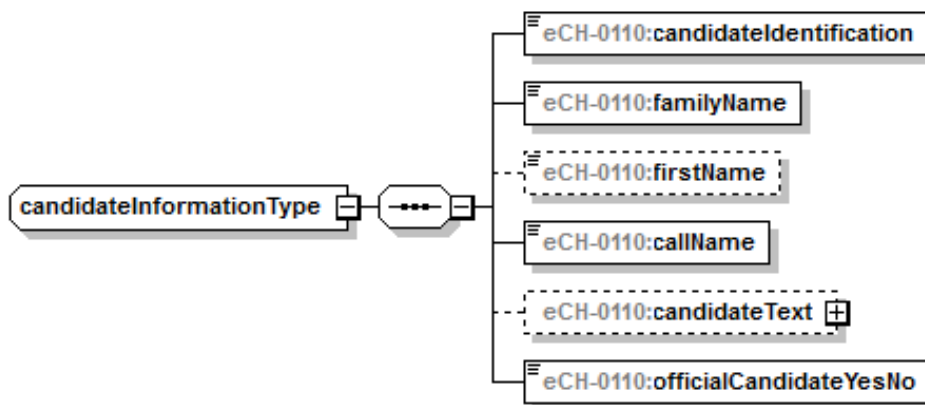 eCH-0110:candidateIdentification
eCH-0110:familyName
eCH-0110:firstName
candidateInformationType
eCH-0110:callName
eCH-0110:candidateText
eCH-0110:officialCandidateYesNo